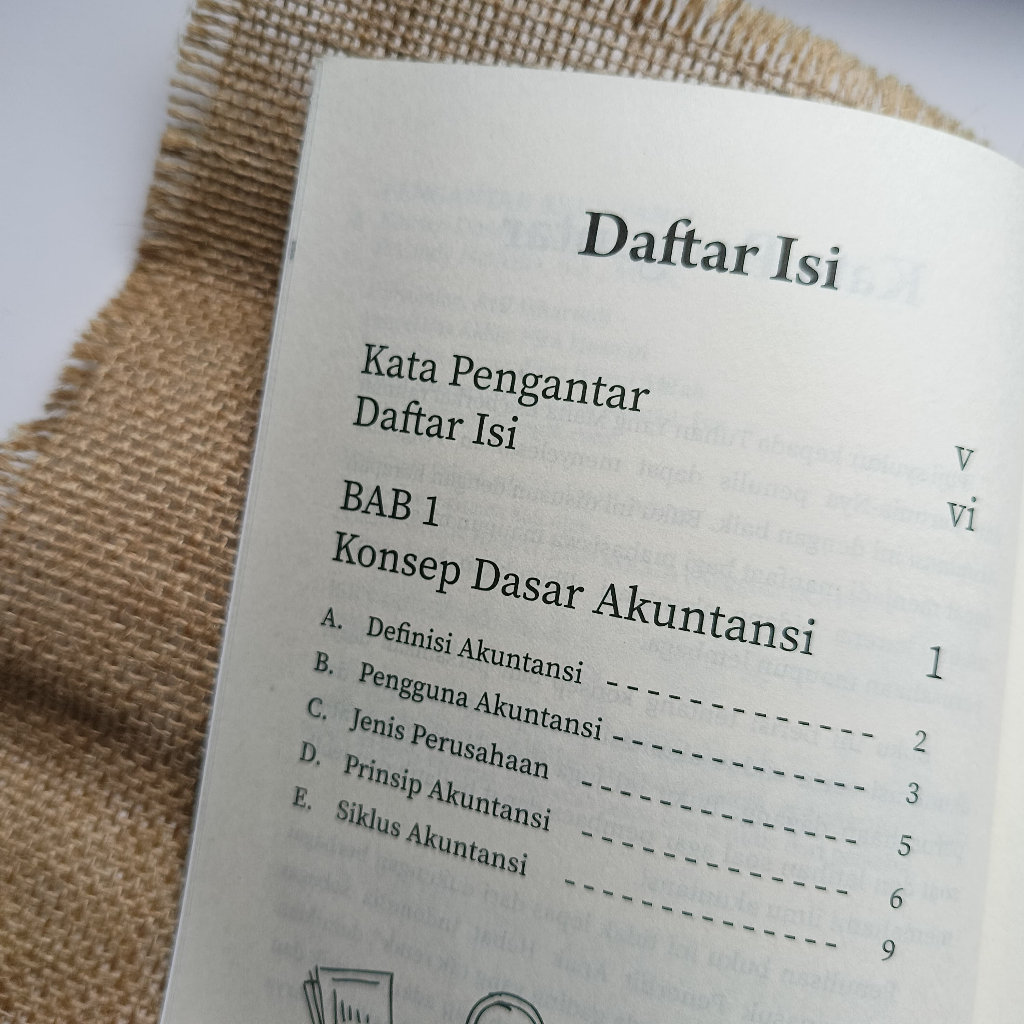 Daftar Isi
Kata Pengantar v
Daftar Isi vi
BAB 1
Konsep Dasar Akuntansi 1
A. Definisi Akuntansi ------------ 2
B. Pengguna Akuntansi ------------ 3
C. Jenis Perusahaan ------------- 5
D. Prinsip Akuntansi ------------ 6
E. Siklus Akuntansi ------------ 9